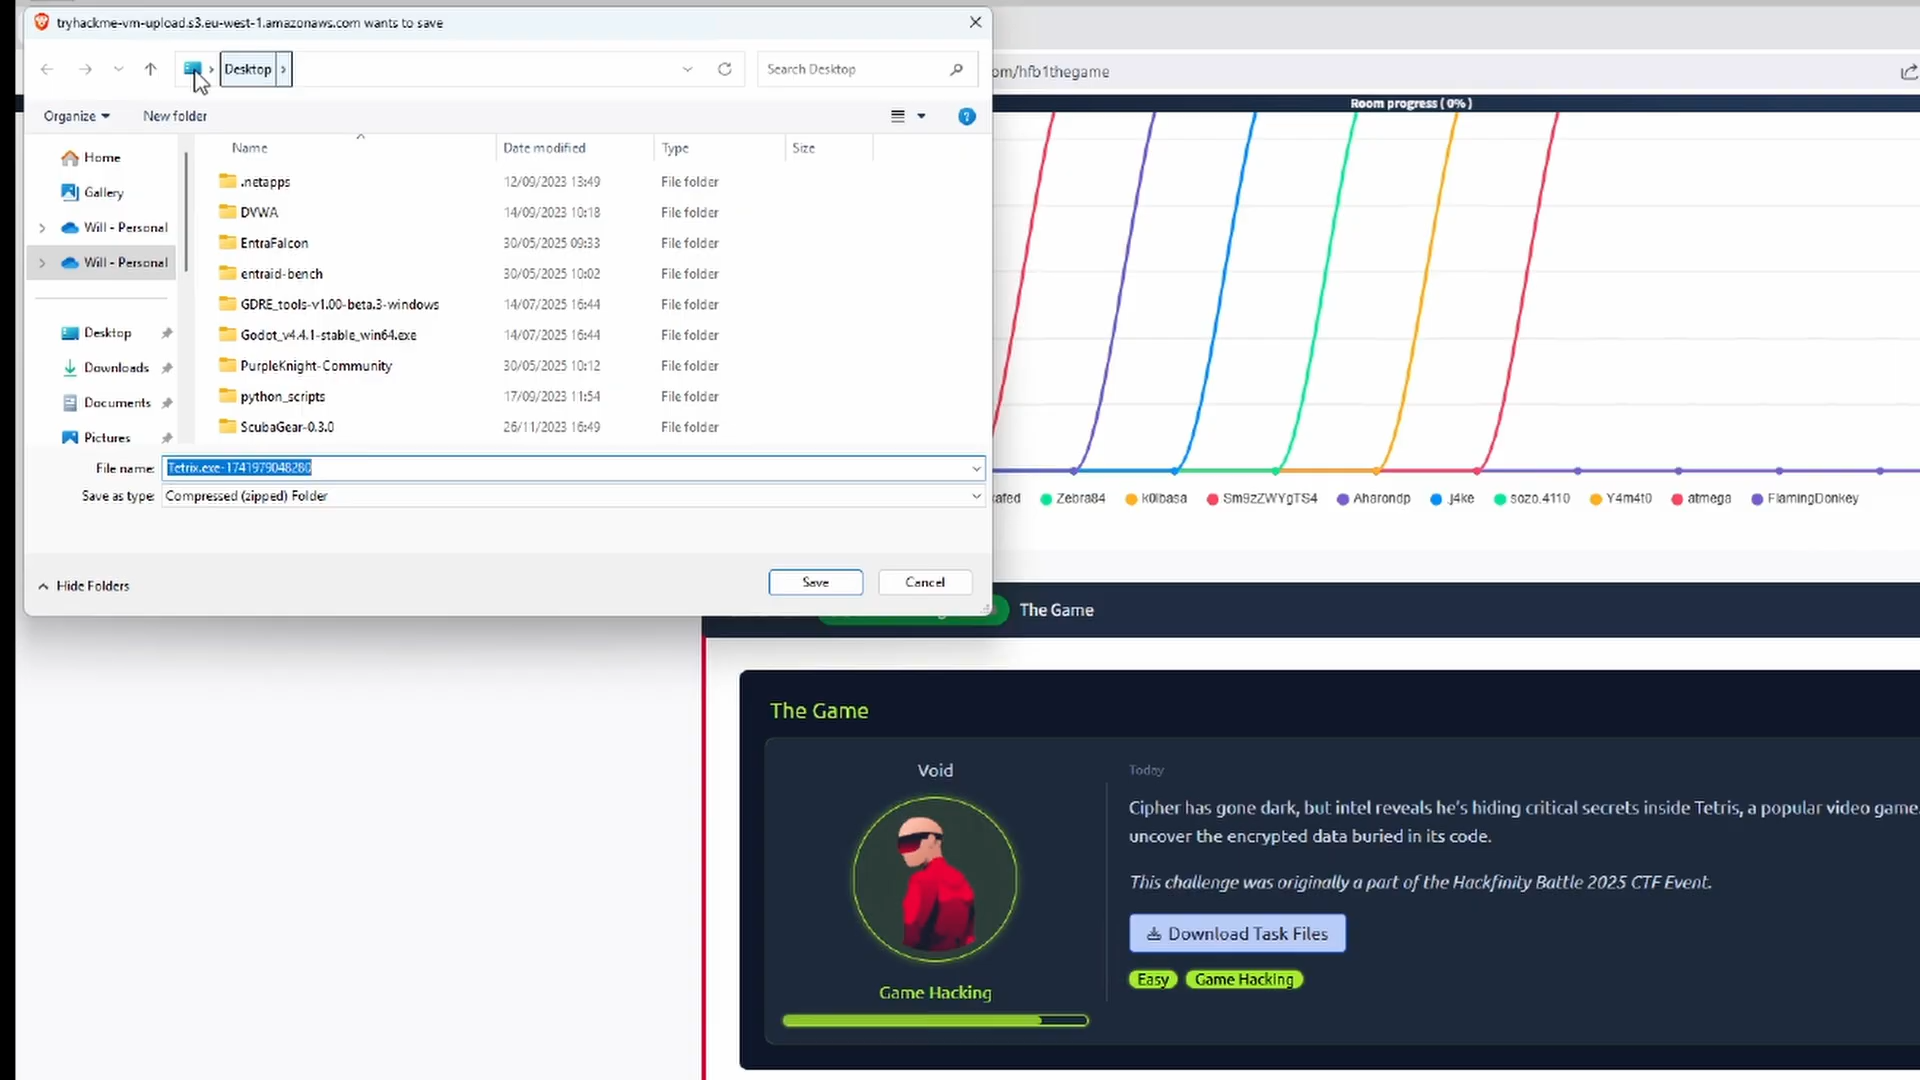 tryhackme-vm-upload.s3.eu-west-1.amazonaws.com wants to save
Desktop
Search Desktop
om/hfb1thegame
Organize
New folder
Room progress ( 0% )
Home
Gallery
Will - Personal
Will - Personal
Desktop
Downloads
Documents
Pictures
Name Date modified Type Size
.netapps 12/09/2023 13:49 File folder
DVWA 14/09/2023 10:18 File folder
EntraFalcon 30/05/2025 09:33 File folder
entraid-bench 30/05/2025 10:02 File folder
GDRE_tools-v1.00-beta.3-windows 14/07/2025 16:44 File folder
Godot_v4.4.1-stable_win64.exe 14/07/2025 16:44 File folder
PurpleKnight-Community 30/05/2025 10:12 File folder
python_scripts 17/09/2023 11:54 File folder
ScubaGear-0.3.0 26/11/2023 16:49 File folder
File name: Tetrix.exe-1741979048280
Save as type: Compressed (zipped) Folder
Hide Folders
Save
Cancel
Zebra84 k0lbasa Sm9zZWYgTS4 Aharondp .j4ke sozo.4110 Y4m4t0 atmega FlamingDonkey
The Game
The Game
Void
Game Hacking
Today
Cipher has gone dark, but intel reveals he's hiding critical secrets inside Tetris, a popular video game.
uncover the encrypted data buried in its code.
This challenge was originally a part of the Hackfinity Battle 2025 CTF Event.
Download Task Files
Easy
Game Hacking